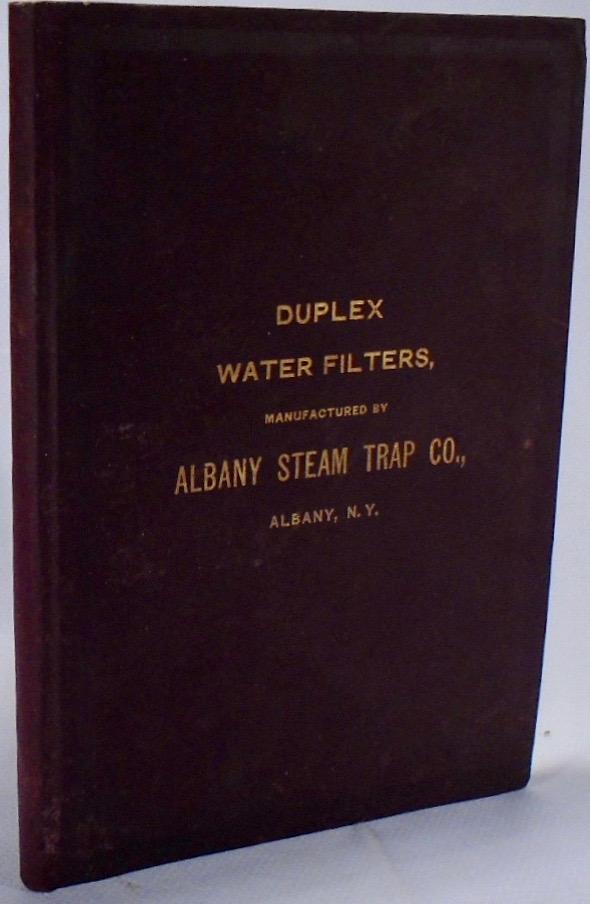 DUPLEX
WATER FILTERS,
MANUFACTURED BY
ALBANY STEAM TRAP CO.,
ALBANY, N.Y.